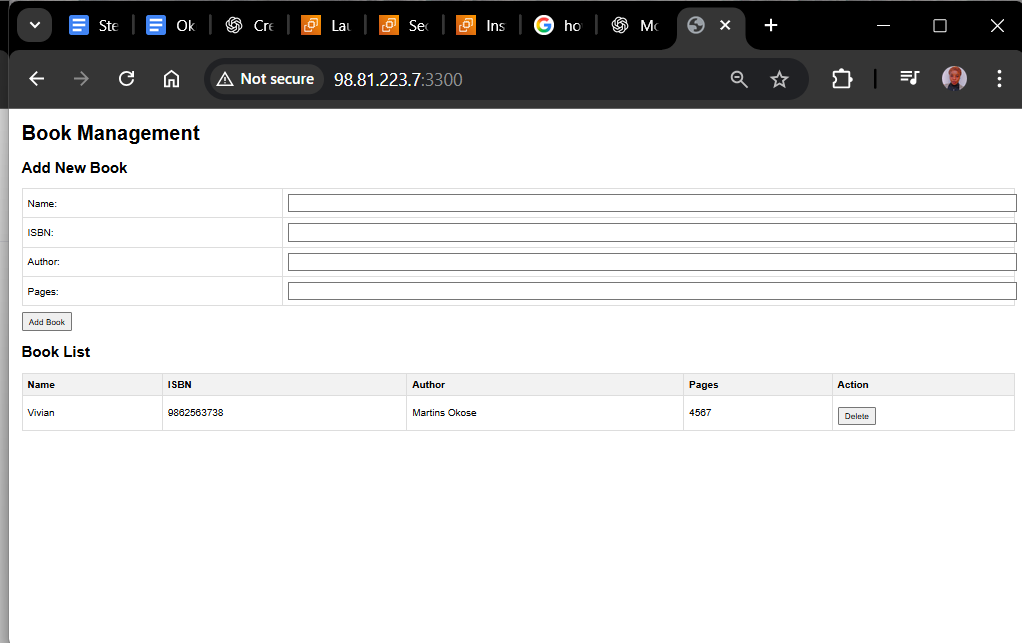 Ste Ok Cre Lau Sec Ins ho Mo
Not secure 98.81.223.7:3300
Book Management
Add New Book
Name:
ISBN:
Author:
Pages:
Add Book
Book List
Name ISBN Author Pages Action
Vivian 9862563738 Martins Okose 4567 Delete